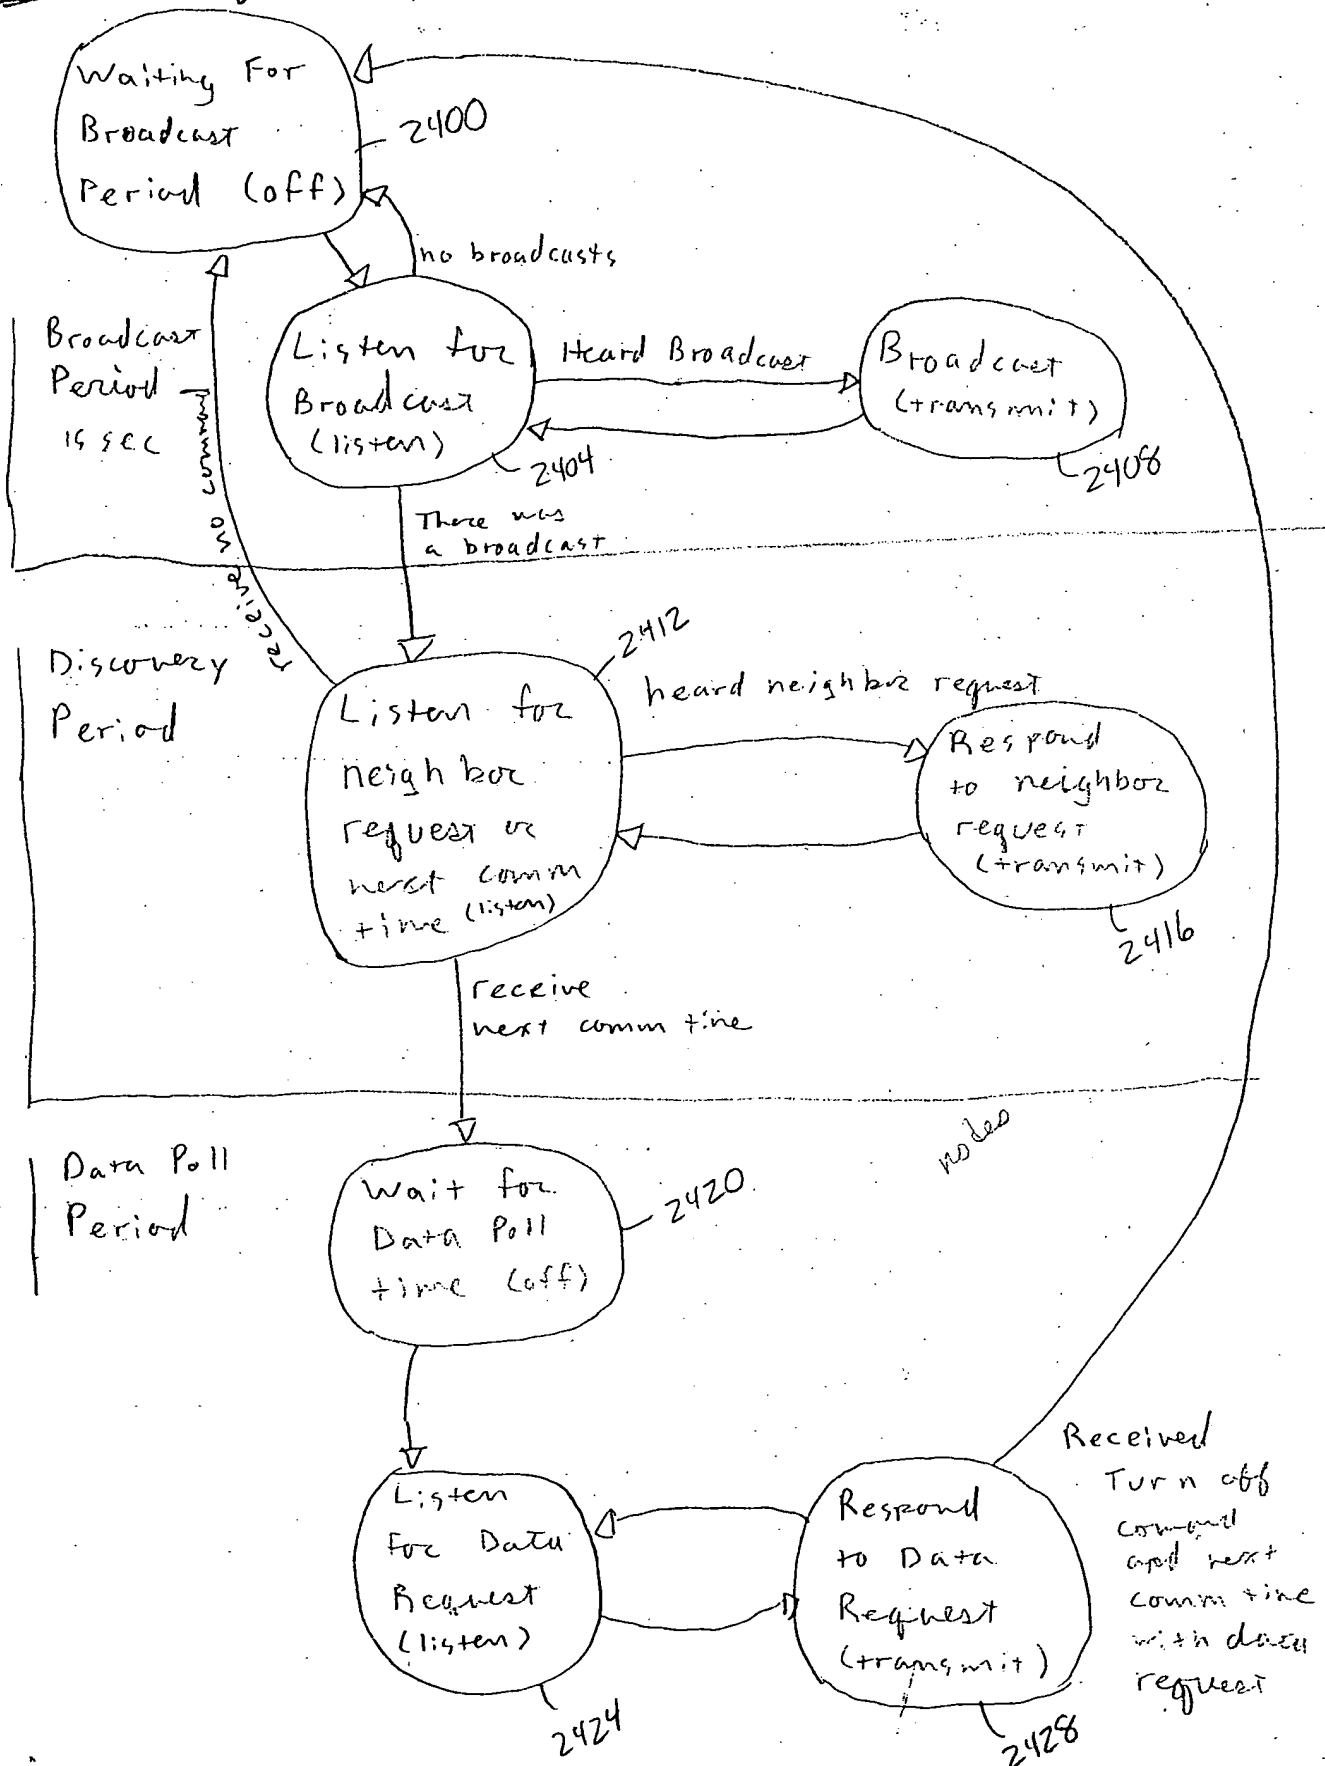 Waiting For
Broadcast
Period (off)
2400
no broadcasts
Broadcast
Period
15 sec
Listen for
Broadcast
(listen)
2404
Heard Broadcast
Broadcast
(transmit)
2408
There was
a broadcast
receive no command
Discovery
Period
2412
Listen for
neighbor
request or
next comm
time (listen)
heard neighbor request
Respond
to neighbor
request
(transmit)
2416
receive
next comm time
nodes
Data Poll
Period
Wait for
Data Poll
time (off)
2420
Listen
For Data
Request
(listen)
2424
Respond
to Data
Request
(transmit)
2428
Received
Turn off
comand
and next
comm time
with data
request